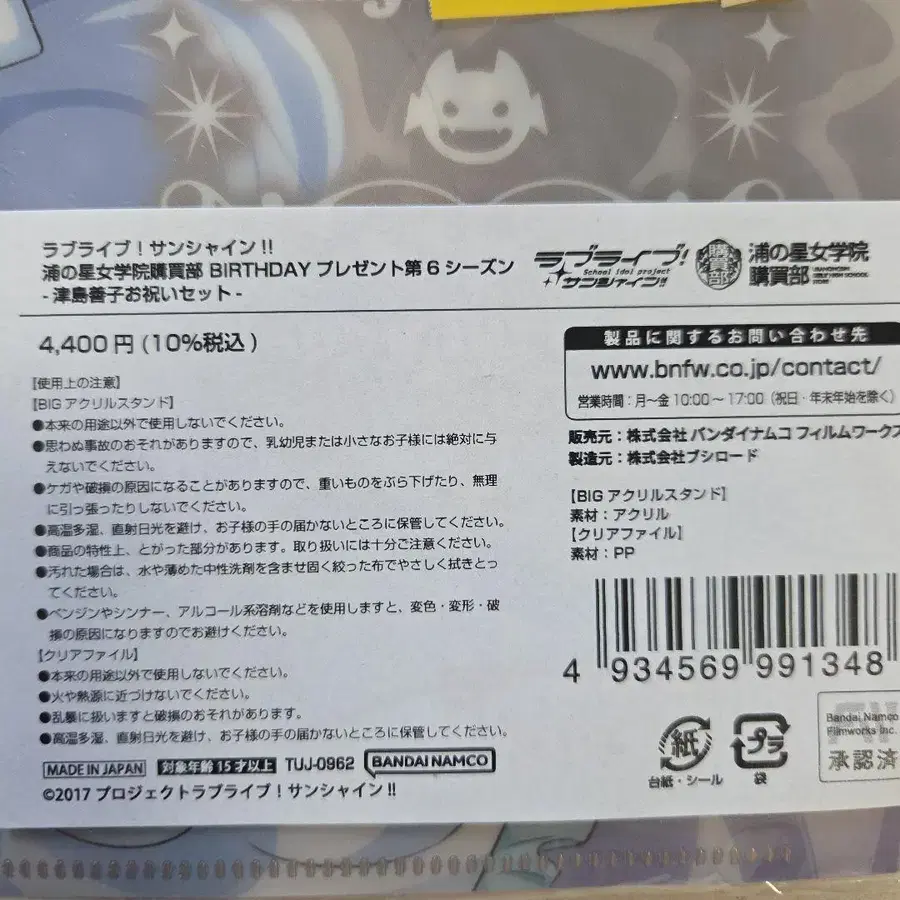 ラブライブ！サンシャイン!!
浦の星女学院購買部 BIRTHDAY プレゼント第6シーズン
- 津島善子お祝いセット -
ラブライブ!
School idol project
サンシャイン!!
購買部
浦の星女学院
購買部
4,400円 (10%税込)
【使用上の注意】
【BIGアクリルスタンド】
●本来の用途以外で使用しないでください。
●思わぬ事故のおそれがありますので、乳幼児または小さなお子様には絶対に与
えないでください。
●ケガや破損の原因になることがありますので、重いものをぶら下げたり、無理
に引っ張ったりしないでください。
●高温多湿、直射日光を避け、お子様の手の届かないところに保管してください。
●商品の特性上、とがった部分があります。取り扱いには十分ご注意ください。
●汚れた場合は、水や薄めた中性洗剤を含ませ固く絞った布でやさしく拭きとっ
てください。
●ベンジンやシンナー、アルコール系溶剤などを使用しますと、変色・変形・破
損の原因になりますのでお避けください。
【クリアファイル】
●本来の用途以外で使用しないでください。
●火や熱源に近づけないでください。
●乱暴に扱いますと破損のおそれがあります。
●高温多湿、直射日光を避け、お子様の手の届かないところに保管してください。
MADE IN JAPAN 対象年齢15才以上 TUJ-0962 BANDAI NAMCO
©2017 プロジェクトラブライブ！サンシャイン!!
製品に関するお問い合わせ先
www.bnfw.co.jp/contact/
営業時間：月～金 10:00～17:00（祝日・年末年始を除く）
販売元：株式会社 バンダイナムコ フィルムワークス
製造元：株式会社ブシロード
【BIGアクリルスタンド】
素材：アクリル
【クリアファイル】
素材：PP
4 934569 991348
紙
台紙・シール
プラ
袋
Bandai Namco
Filmworks Inc.
承認済